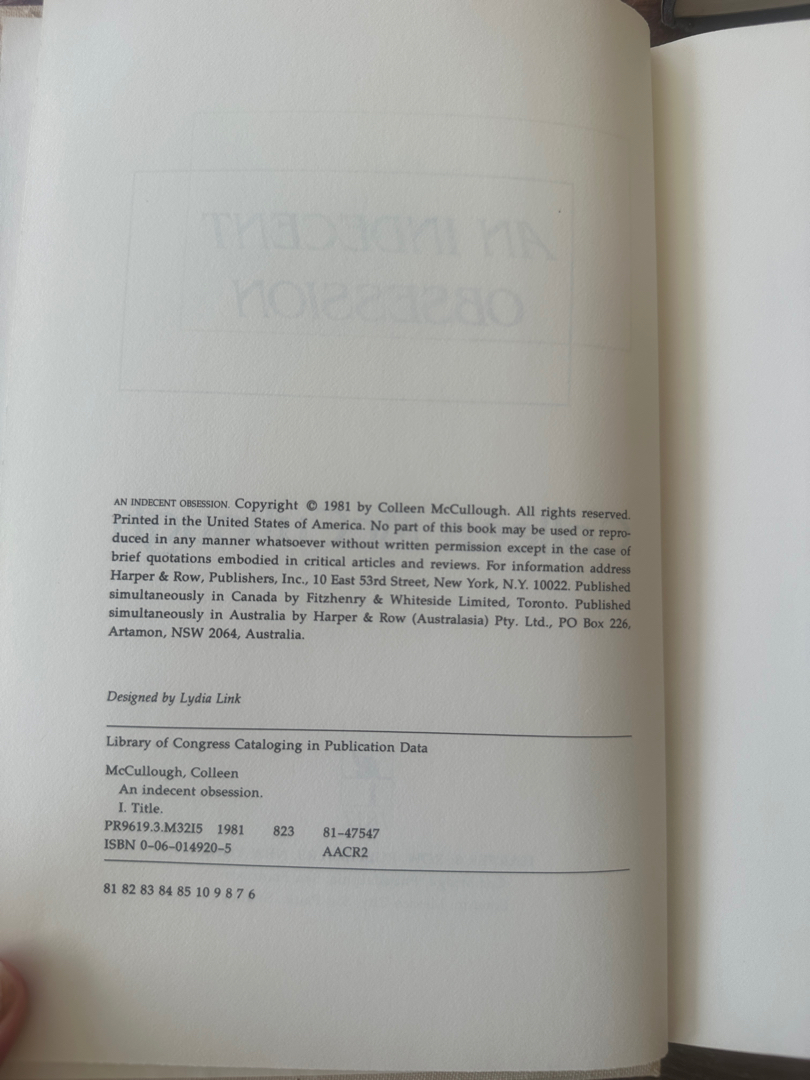 AN INDECENT
OBSESSION
AN INDECENT OBSESSION. Copyright © 1981 by Colleen McCullough. All rights reserved.
Printed in the United States of America. No part of this book may be used or repro-
duced in any manner whatsoever without written permission except in the case of
brief quotations embodied in critical articles and reviews. For information address
Harper & Row, Publishers, Inc., 10 East 53rd Street, New York, N.Y. 10022. Published
simultaneously in Canada by Fitzhenry & Whiteside Limited, Toronto. Published
simultaneously in Australia by Harper & Row (Australasia) Pty. Ltd., PO Box 226,
Artamon, NSW 2064, Australia.
Designed by Lydia Link
Library of Congress Cataloging in Publication Data
McCullough, Colleen
An indecent obsession.
I. Title.
PR9619.3.M32I5 1981 823 81-47547
ISBN 0-06-014920-5 AACR2
81 82 83 84 85 10 9 8 7 6